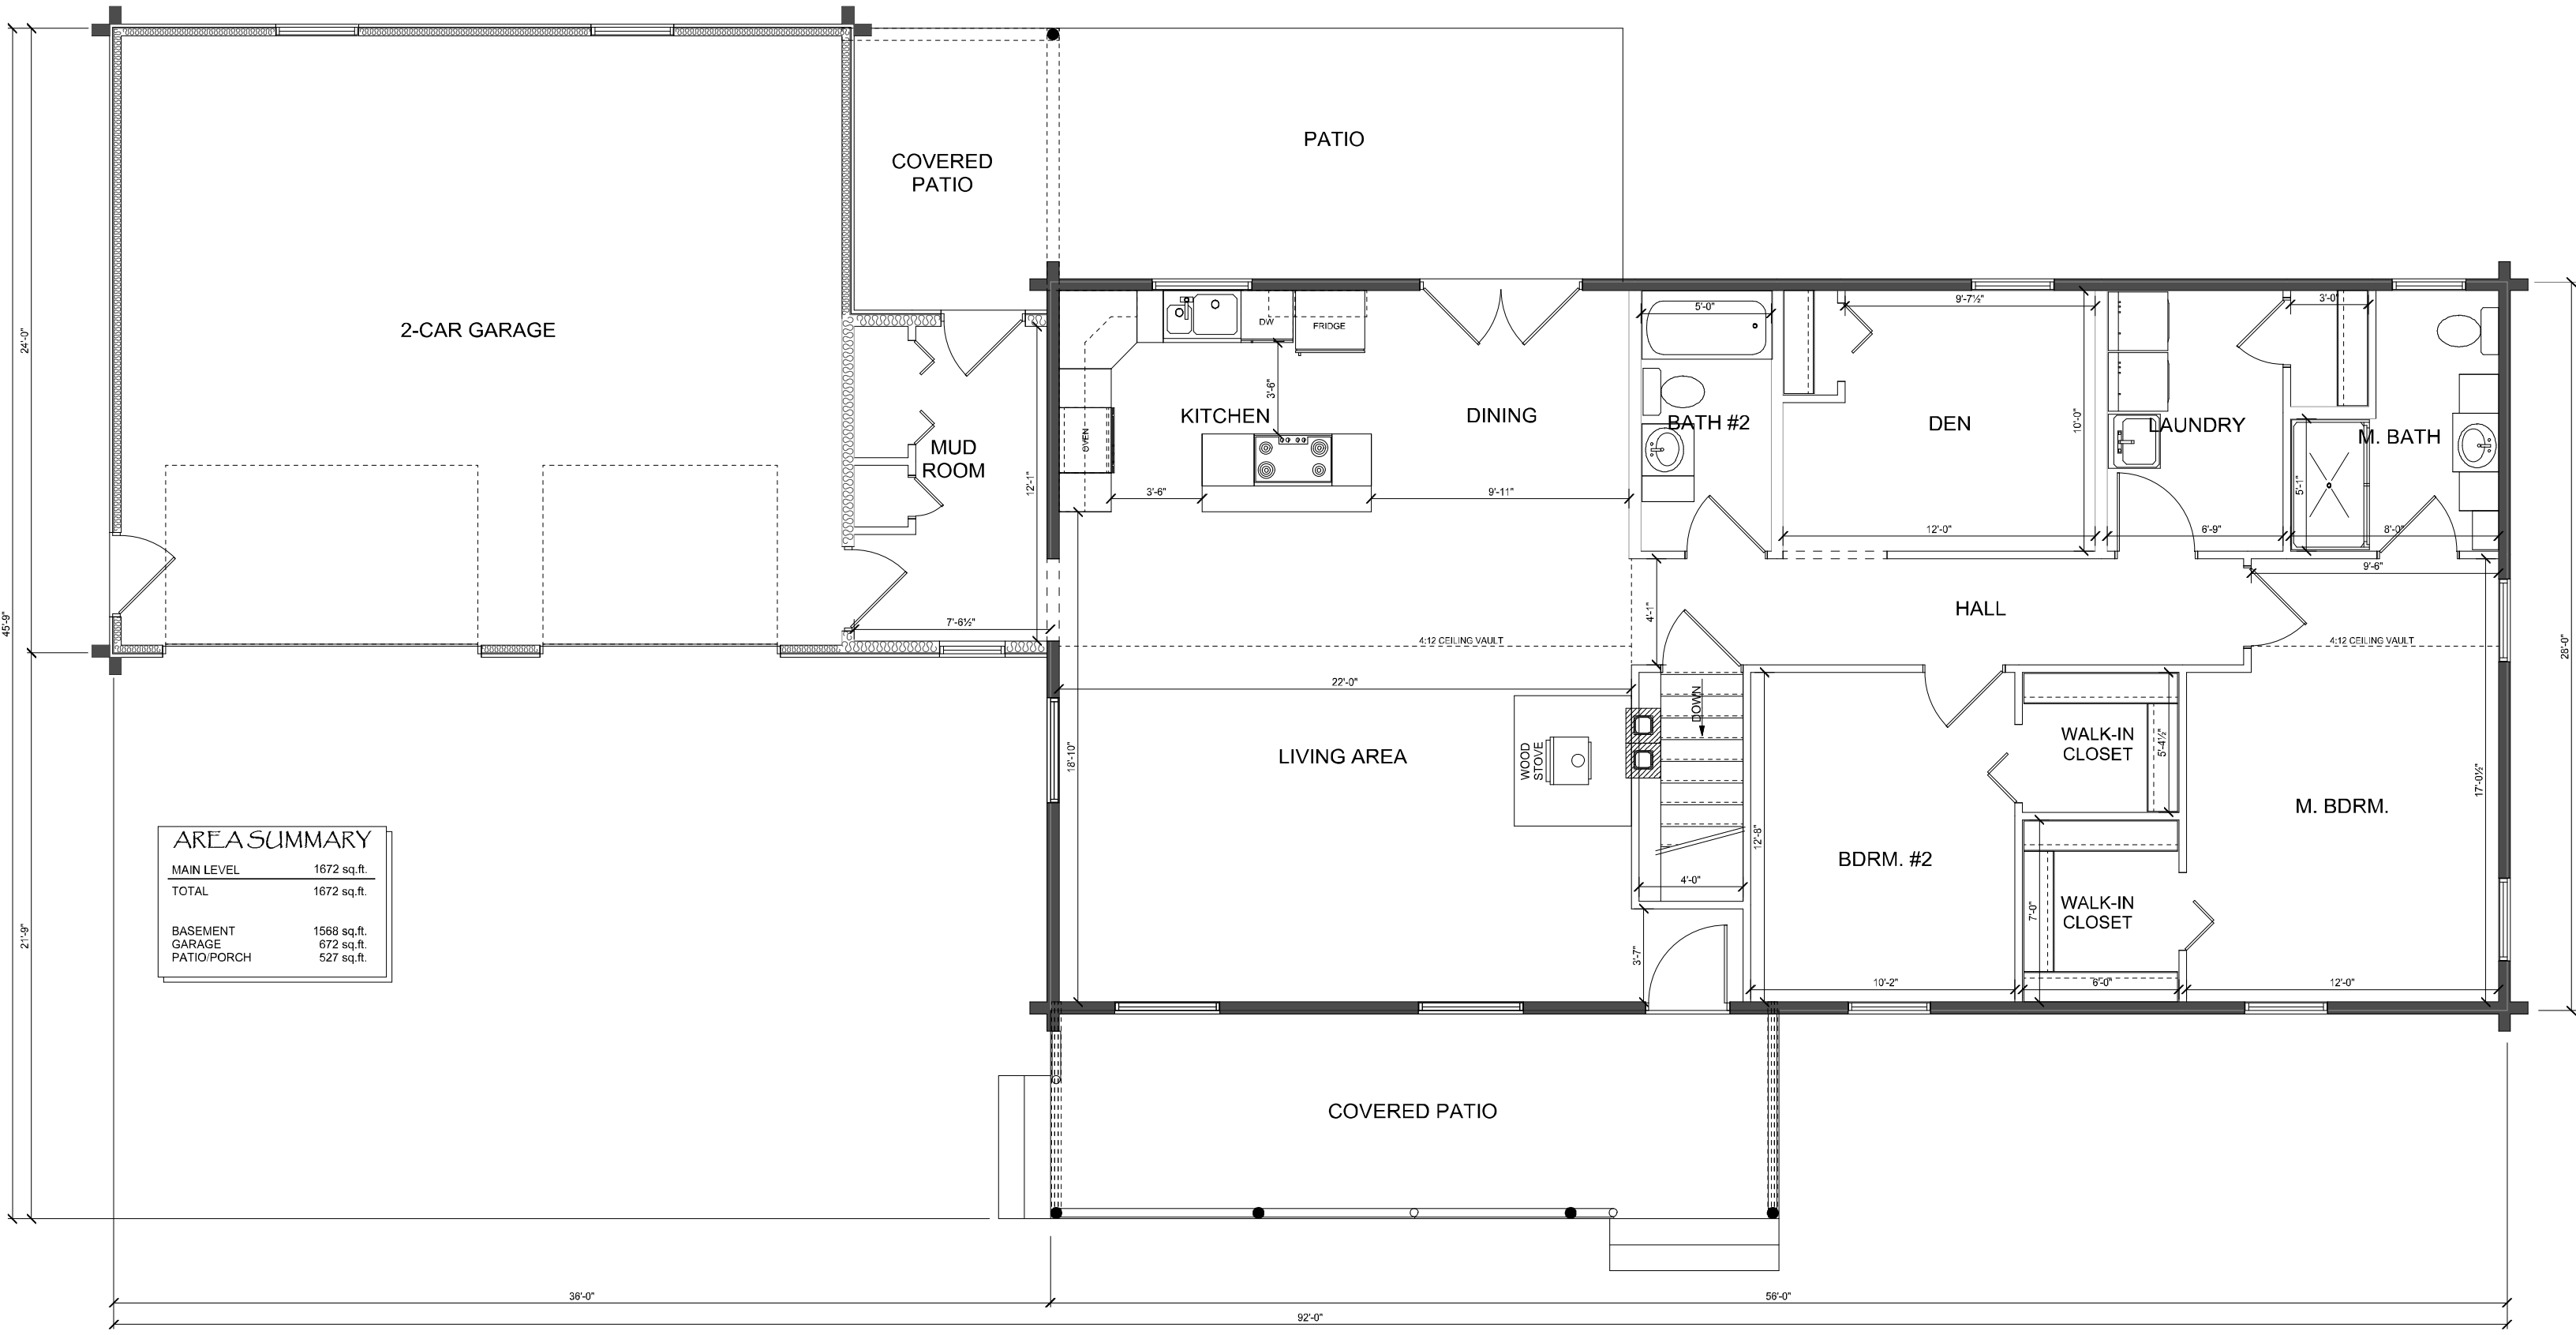 PATIO
COVERED
PATIO
24'-0"
2-CAR GARAGE
DW
FRIDGE
5'-0"
9'-7½"
3'-0"
3'-6"
KITCHEN
DINING
BATH #2
DEN
10'-0"
LAUNDRY
M. BATH
OVEN
MUD
ROOM
12'-1"
3'-6"
9'-11"
5'-1"
12'-0"
6'-9"
8'-0"
9'-6"
45'-9"
7'-6½"
4'-1"
HALL
4:12 CEILING VAULT
4:12 CEILING VAULT
28'-0"
22'-0"
DOWN
18'-10"
LIVING AREA
WOOD
STOVE
WALK-IN
CLOSET
5'-4½"
17'-0½"
M. BDRM.
12'-8"
BDRM. #2
4'-0"
WALK-IN
CLOSET
7'-0"
21'-9"
3'-7"
10'-2"
6'-0"
12'-0"
AREA SUMMARY
MAIN LEVEL 1672 sq.ft.
TOTAL 1672 sq.ft.
BASEMENT 1568 sq.ft.
GARAGE 672 sq.ft.
PATIO/PORCH 527 sq.ft.
COVERED PATIO
36'-0"
56'-0"
92'-0"